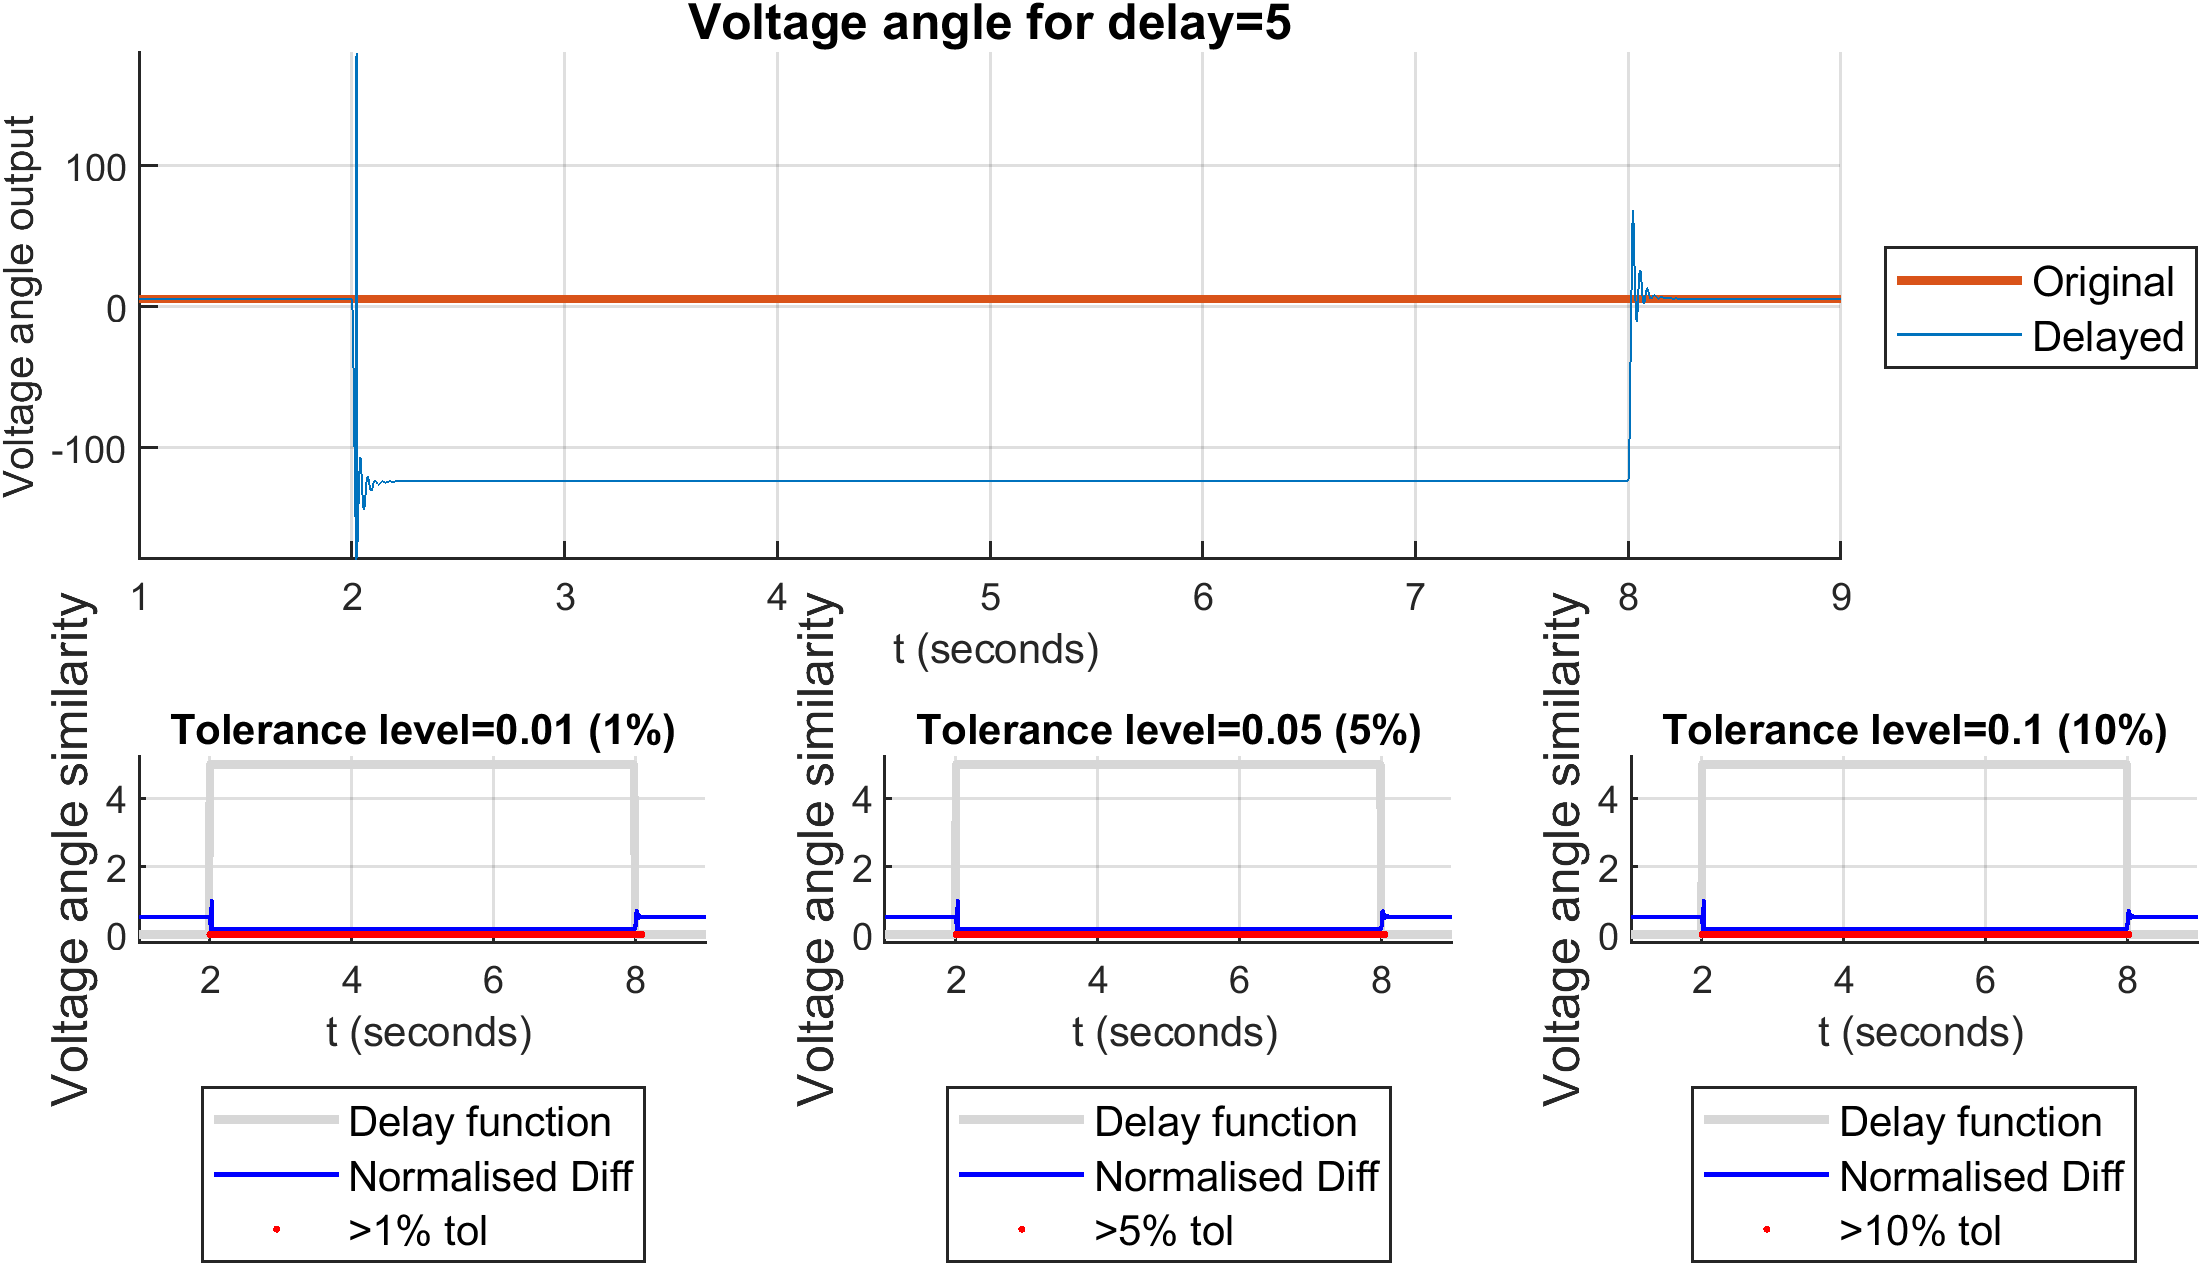 Voltage angle for delay=5
Voltage angle output
100
0
-100
1 2 3 4 5 6 7 8 9
t (seconds)
Original
Delayed
Tolerance level=0.01 (1%)
Voltage angle similarity
4
2
0
2 4 6 8
t (seconds)
Delay function
Normalised Diff
>1% tol
Tolerance level=0.05 (5%)
Voltage angle similarity
4
2
0
2 4 6 8
t (seconds)
Delay function
Normalised Diff
>5% tol
Tolerance level=0.1 (10%)
Voltage angle similarity
4
2
0
2 4 6 8
t (seconds)
Delay function
Normalised Diff
>10% tol